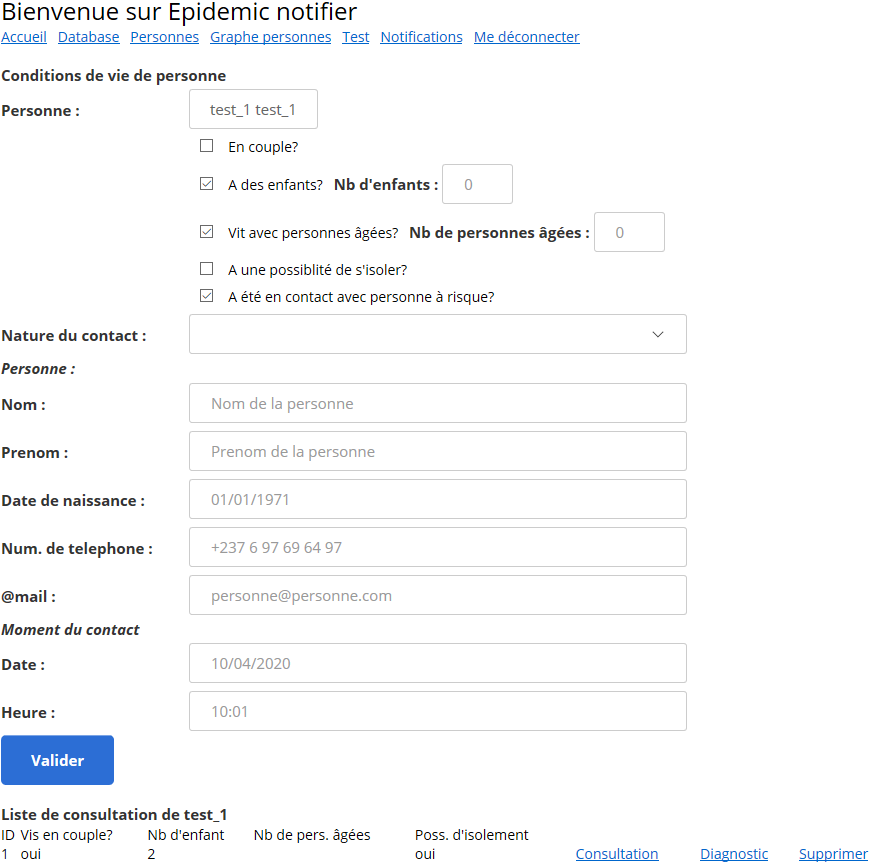 Bienvenue sur Epidemic notifier
Accueil Database Personnes Graphe personnes Test Notifications Me déconnecter
Conditions de vie de personne
Personne : test_1 test_1
En couple?
A des enfants? Nb d'enfants : 0
Vit avec personnes âgées? Nb de personnes âgées : 0
A une possiblité de s'isoler?
A été en contact avec personne à risque?
Nature du contact :
Personne :
Nom : Nom de la personne
Prenom : Prenom de la personne
Date de naissance : 01/01/1971
Num. de telephone : +237 6 97 69 64 97
@mail : personne@personne.com
Moment du contact
Date : 10/04/2020
Heure : 10:01
Valider
Liste de consultation de test_1
ID Vis en couple? Nb d'enfant Nb de pers. âgées Poss. d'isolement
1 oui 2 oui Consultation Diagnostic Supprimer